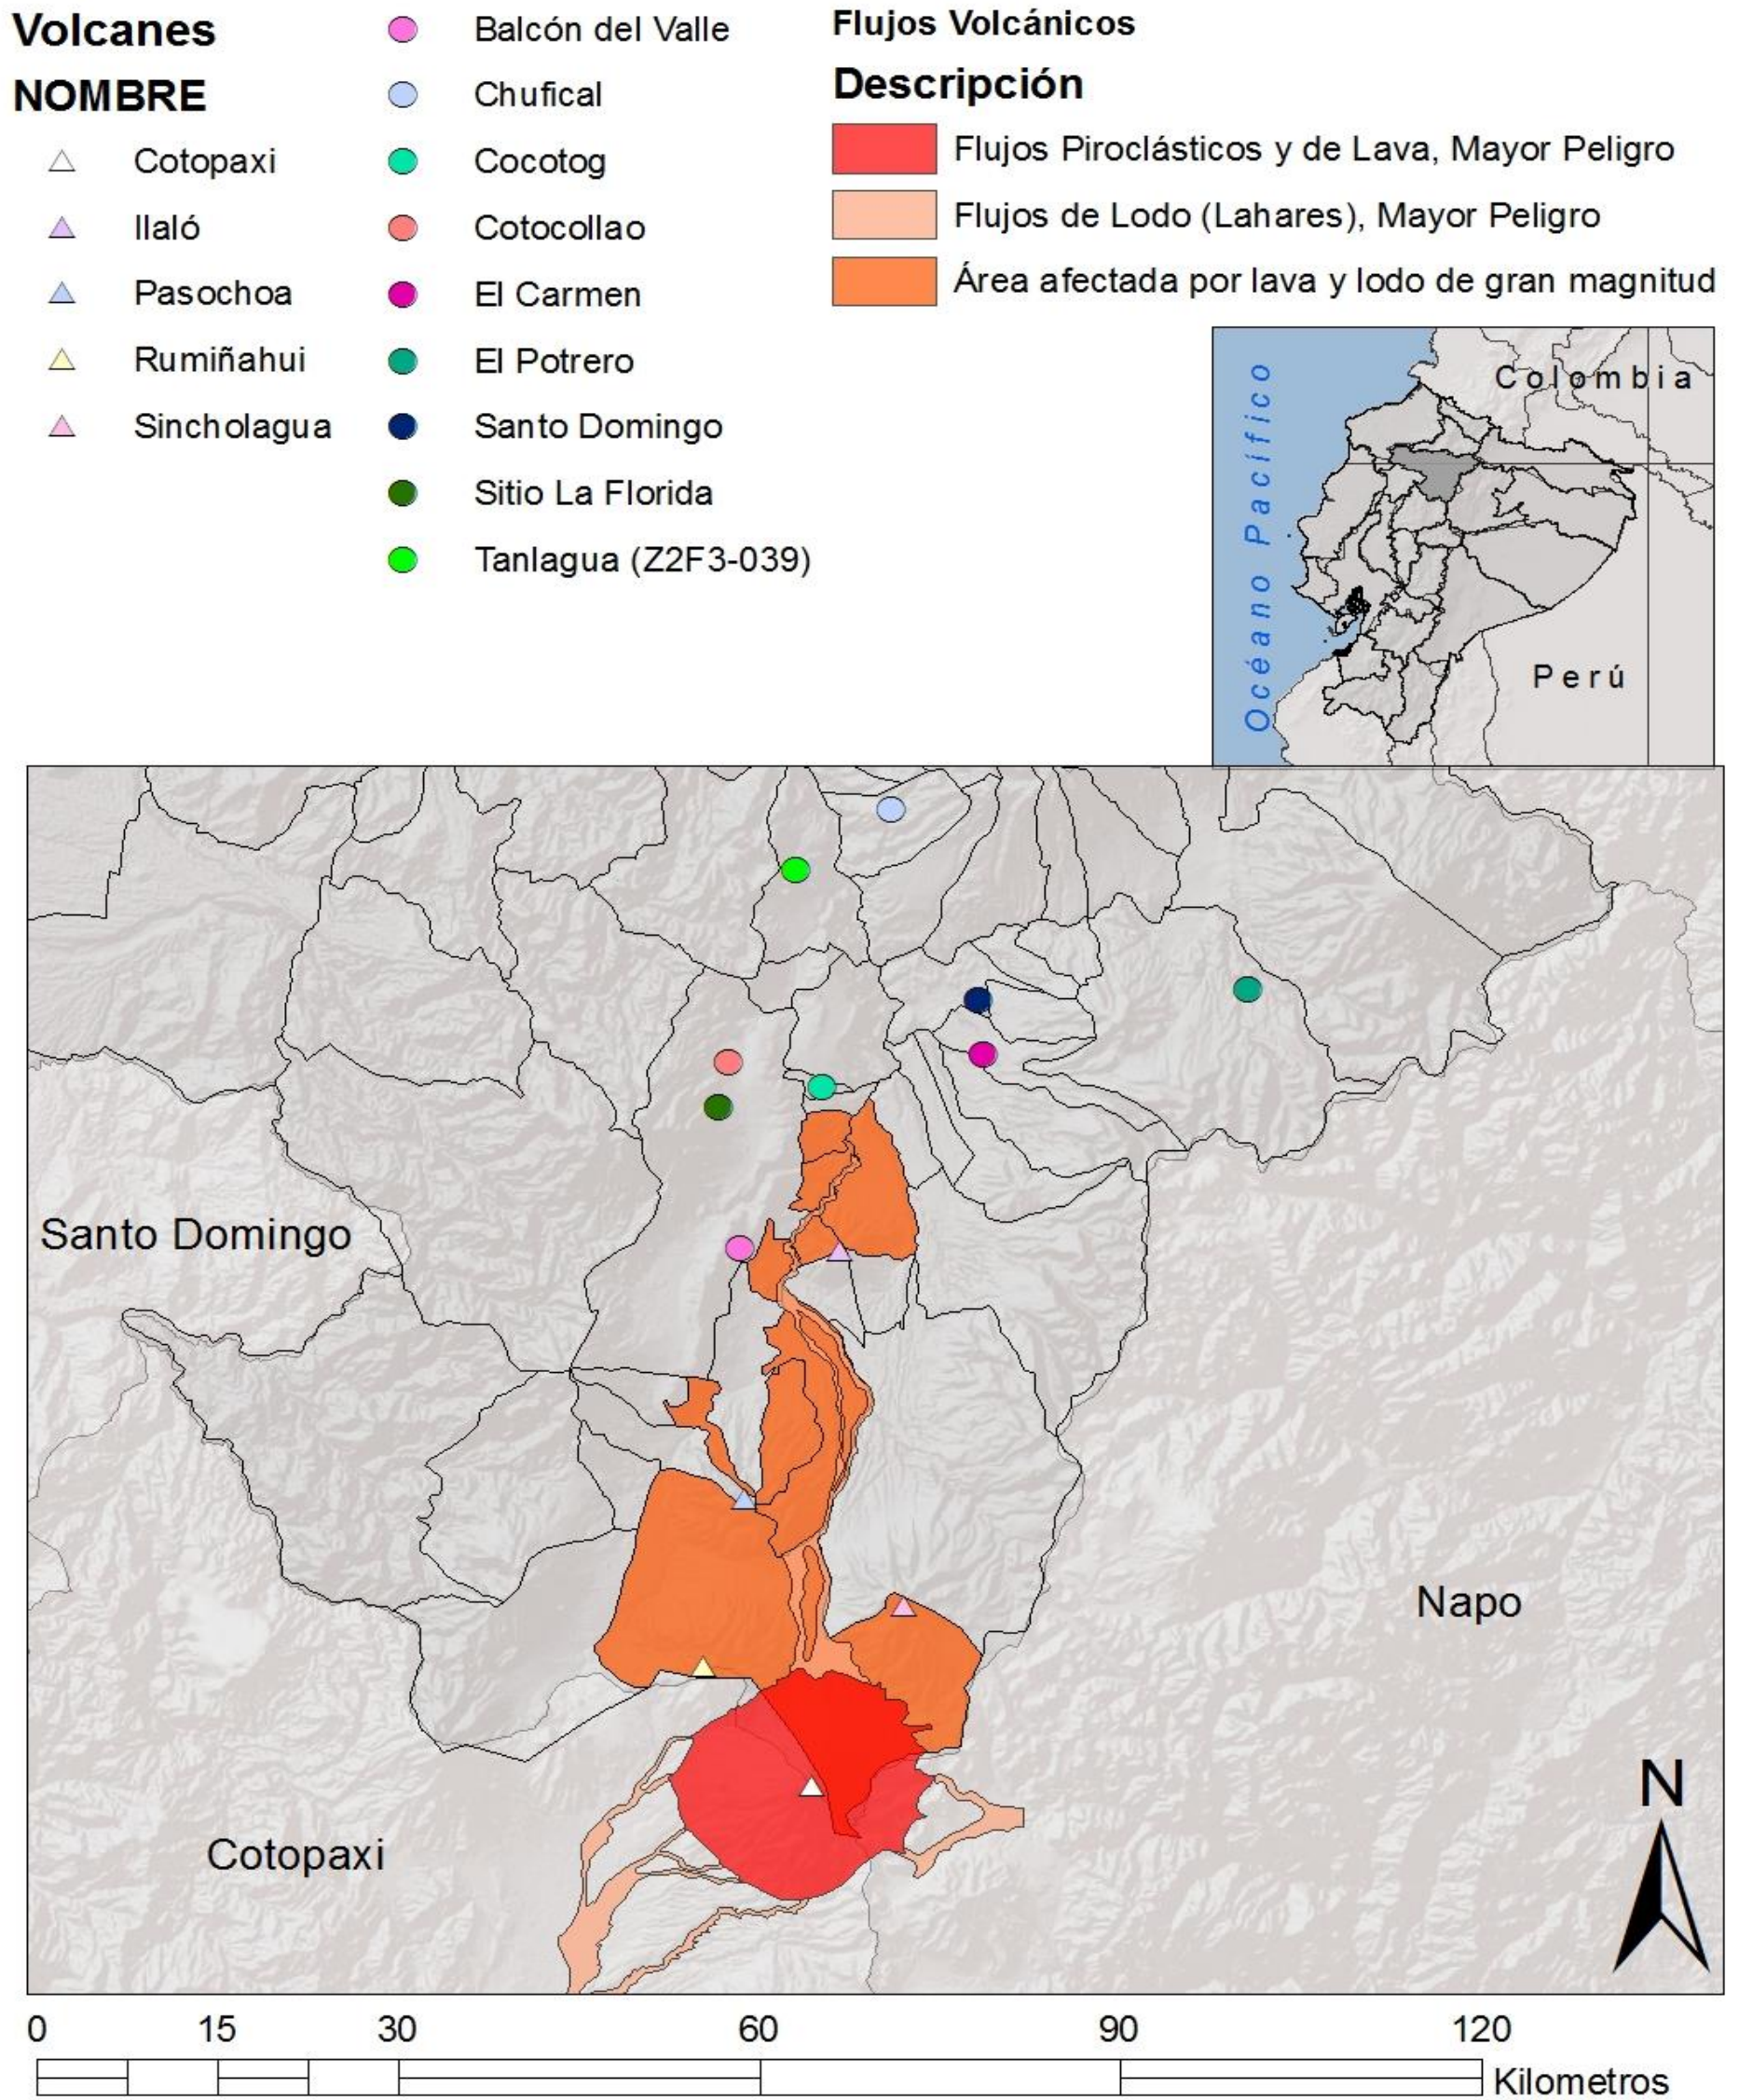 Volcanes
NOMBRE
Cotopaxi
Ilaló
Pasochoa
Rumiñahui
Sincholagua
Balcón del Valle
Chufical
Cocotog
Cotocollao
El Carmen
El Potrero
Santo Domingo
Sitio La Florida
Tanlagua (Z2F3-039)
Flujos Volcánicos
Descripción
Flujos Piroclásticos y de Lava, Mayor Peligro
Flujos de Lodo (Lahares), Mayor Peligro
Área afectada por lava y lodo de gran magnitud
Colombia
Océano Pacífico
Perú
Santo Domingo
Napo
Cotopaxi
N
0 15 30 60 90 120
Kilometros